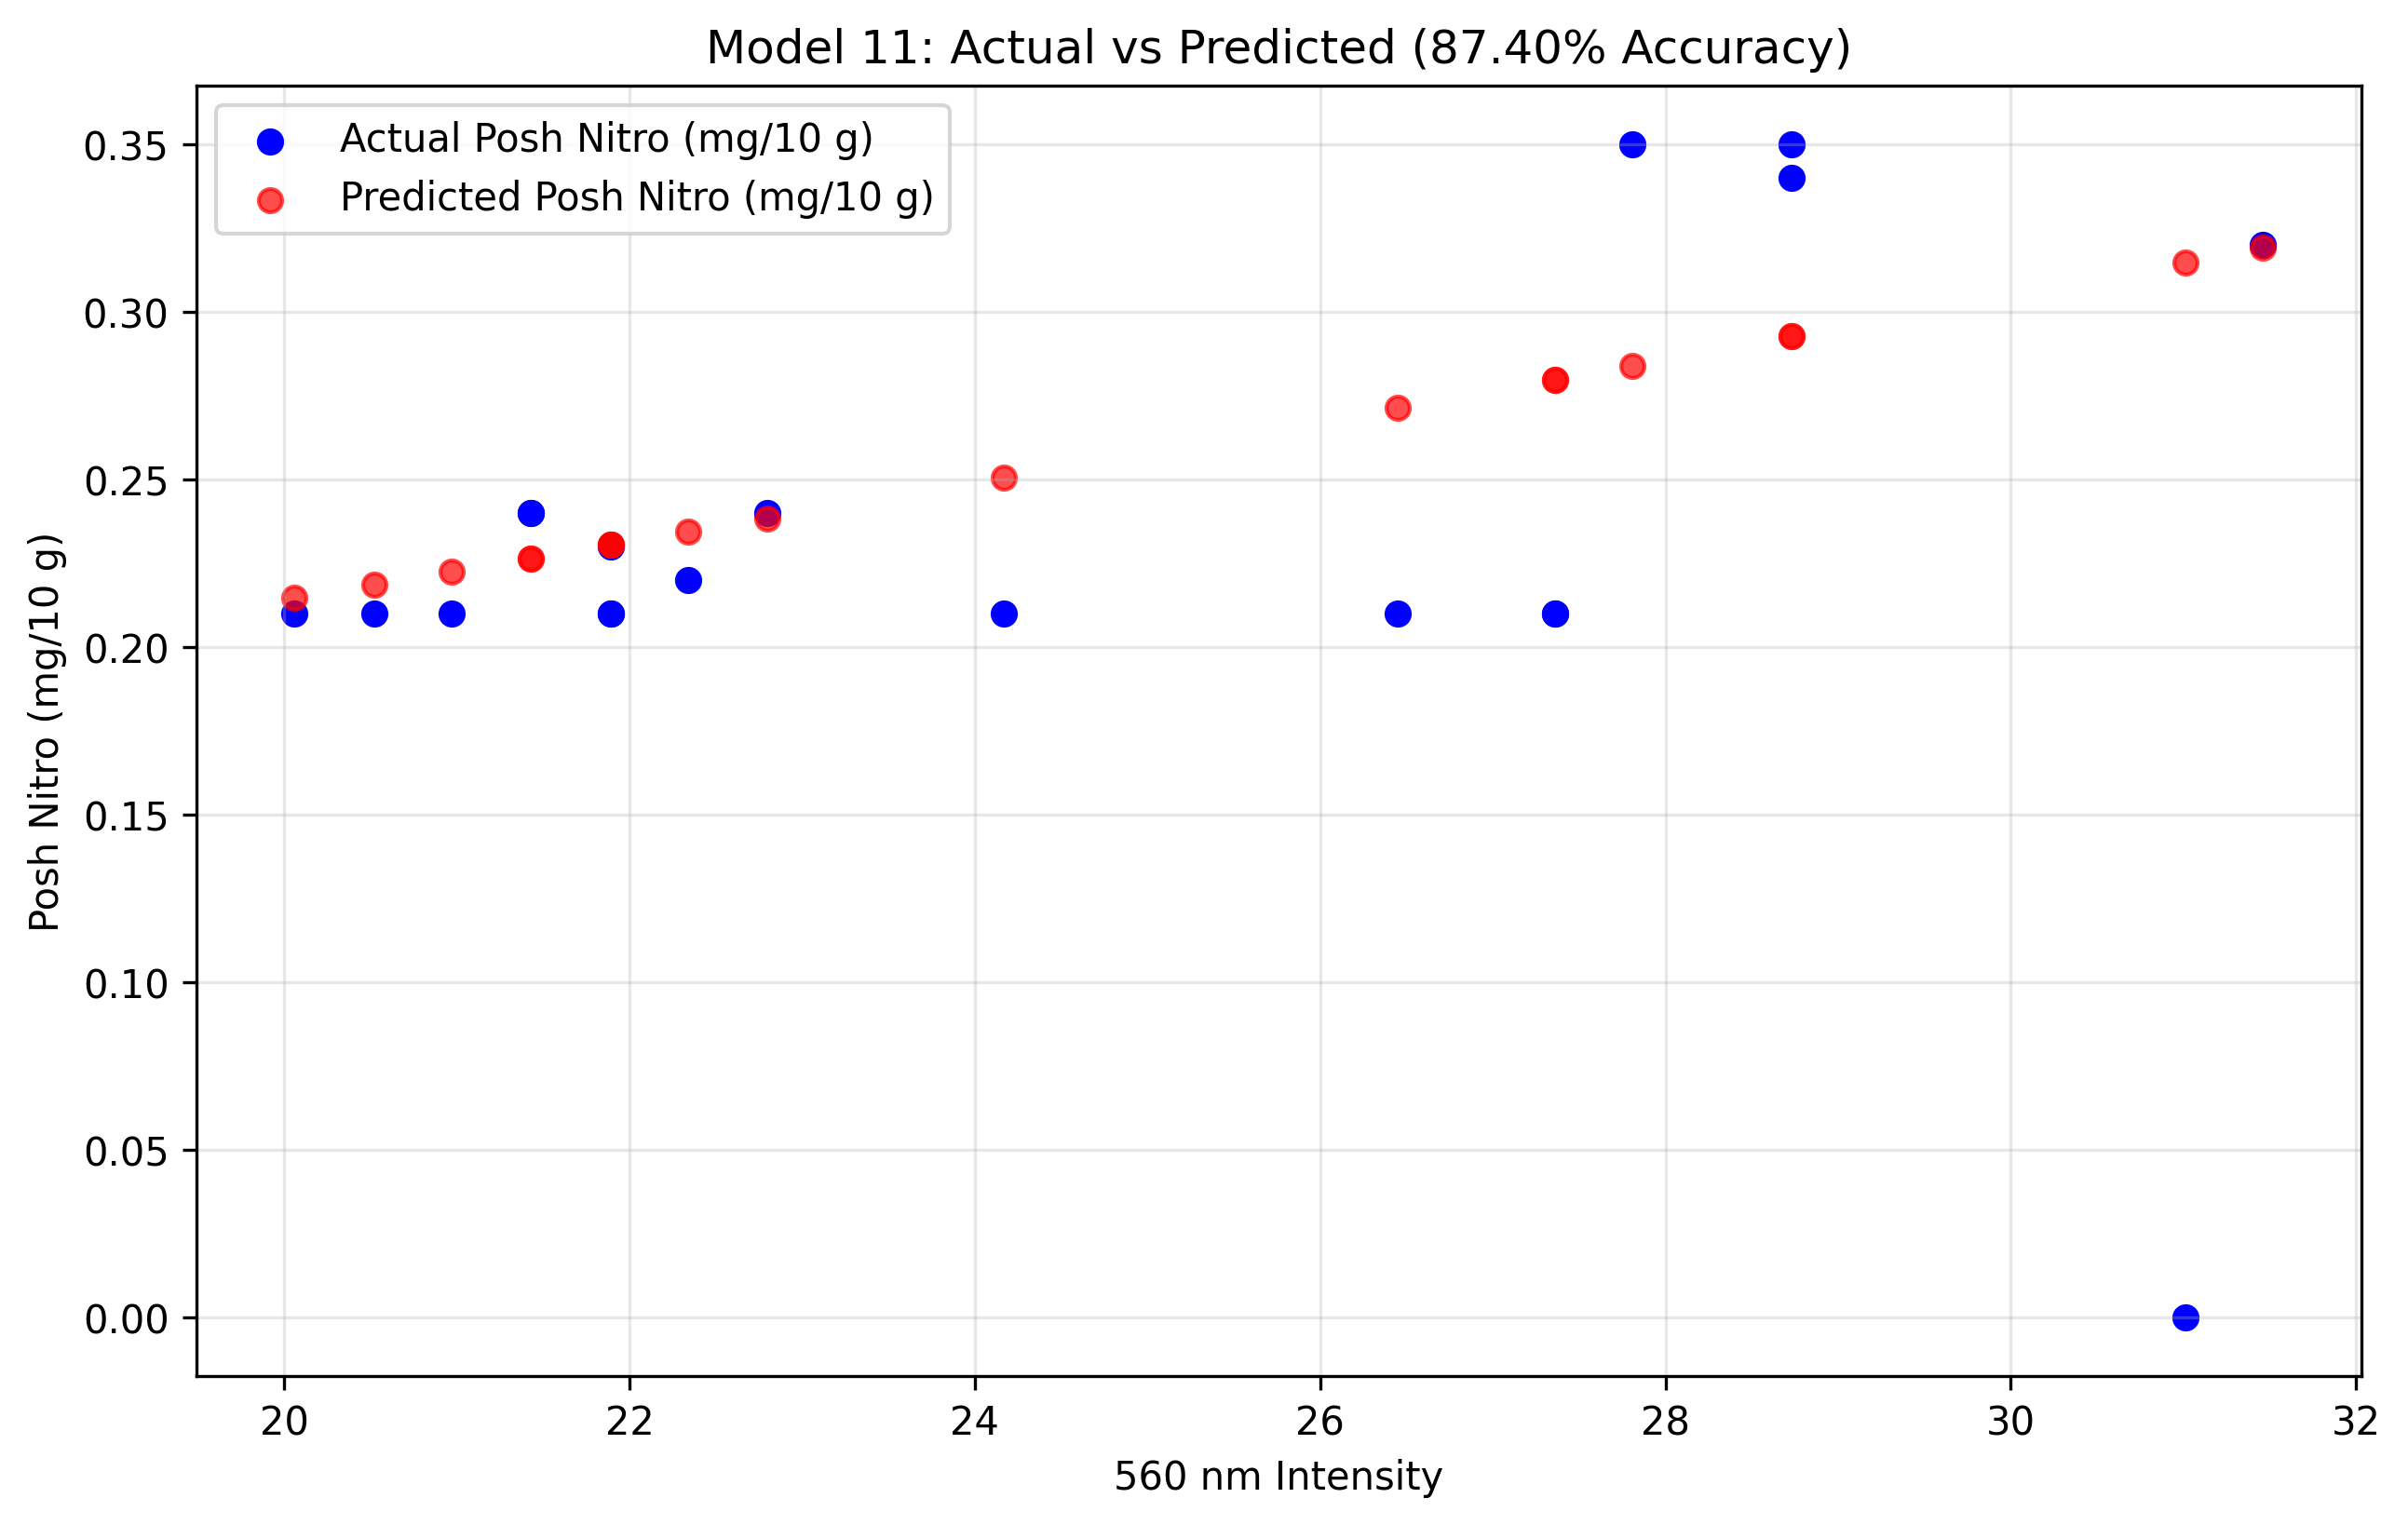 Model 11: Actual vs Predicted (87.40% Accuracy)
Actual Posh Nitro (mg/10 g)
Predicted Posh Nitro (mg/10 g)
0.35
0.30
0.25
0.20
0.15
0.10
0.05
0.00
Posh Nitro (mg/10 g)
20 22 24 26 28 30 32
560 nm Intensity